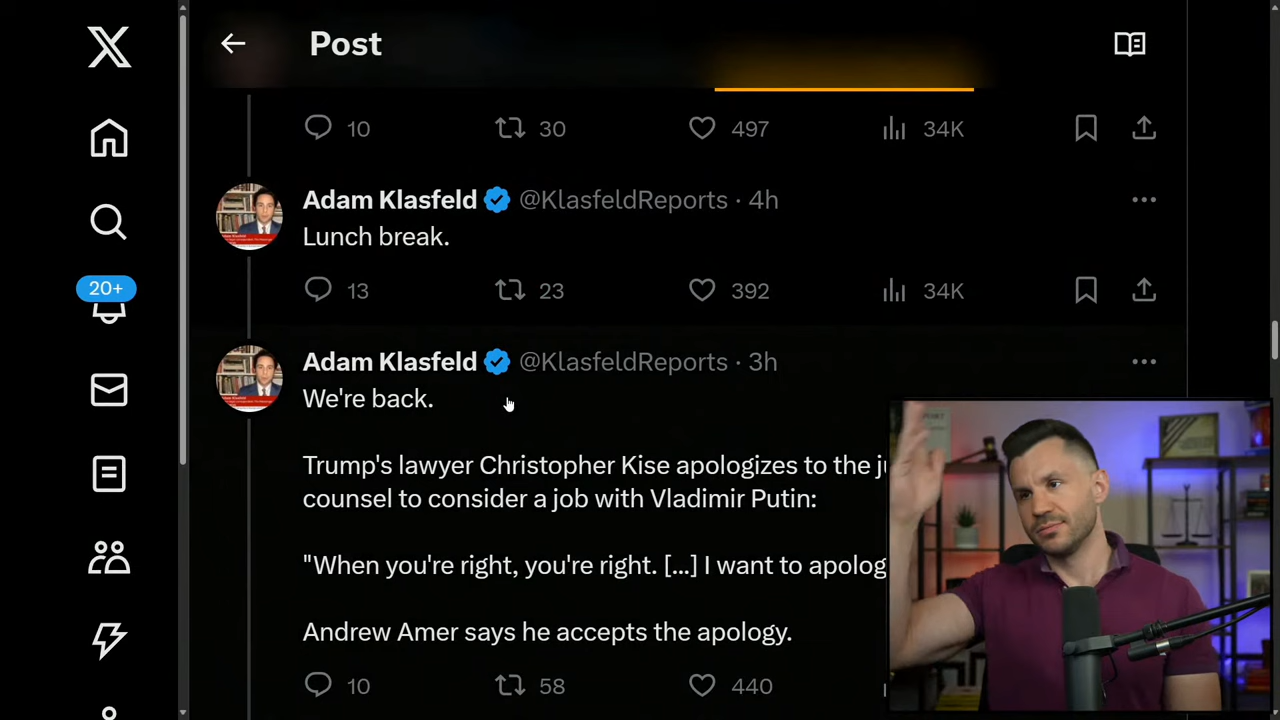 Post
10 30 497 34K
Adam Klasfeld @KlasfeldReports · 4h
Lunch break.
20+
13 23 392 34K
Adam Klasfeld @KlasfeldReports · 3h
We're back.
Trump's lawyer Christopher Kise apologizes to the
counsel to consider a job with Vladimir Putin:
"When you're right, you're right. [...] I want to
Andrew Amer says he accepts the apology.
10 58 440